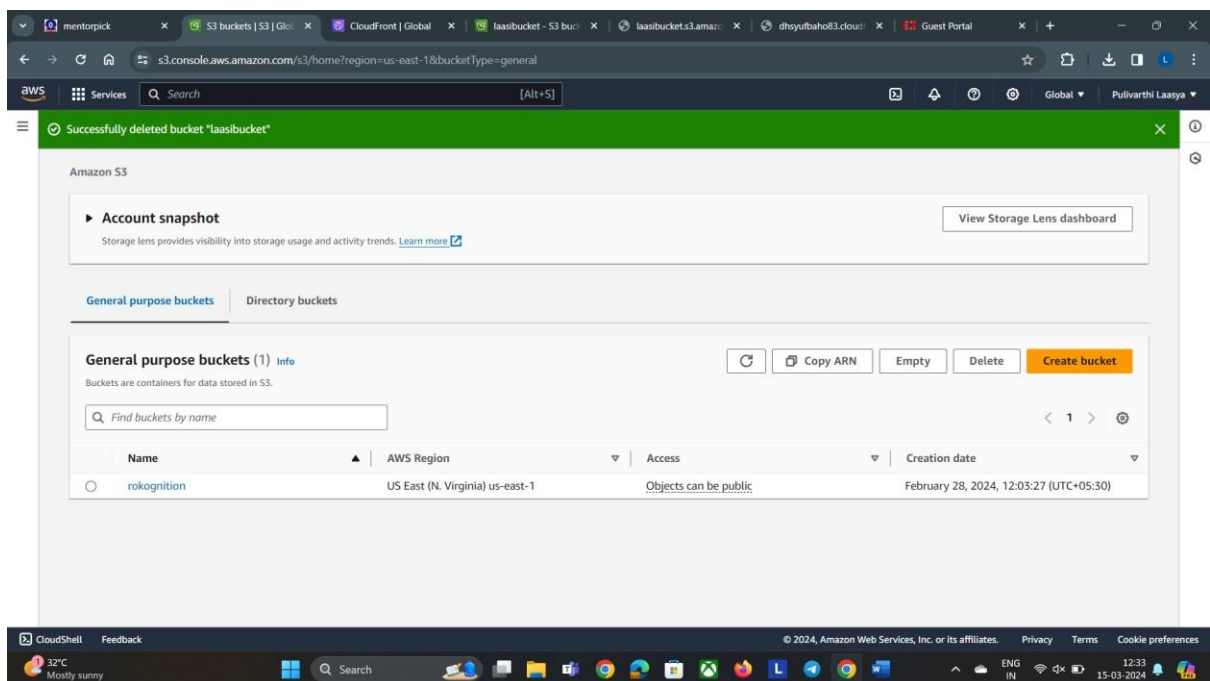 mentorpick
S3 buckets | S3 | Glo
CloudFront | Global
laasibucket - S3 buc
laasibucket.s3.amazo
dhsyufbaho83.cloudf
Guest Portal
s3.console.aws.amazon.com/s3/home?region=us-east-1&bucketType=general
aws Services Search [Alt+S] Global Pulivarthi Laasya
Successfully deleted bucket "laasibucket"
Amazon S3
Account snapshot
View Storage Lens dashboard
Storage lens provides visibility into storage usage and activity trends. Learn more
General purpose buckets Directory buckets
General purpose buckets (1) Info
Copy ARN Empty Delete Create bucket
Buckets are containers for data stored in S3.
Find buckets by name
1
Name AWS Region Access Creation date
rokognition US East (N. Virginia) us-east-1 Objects can be public February 28, 2024, 12:03:27 (UTC+05:30)
CloudShell Feedback © 2024, Amazon Web Services, Inc. or its affiliates. Privacy Terms Cookie preferences
1
32°C
Mostly sunny
Search
ENG
IN
12:33
15-03-2024